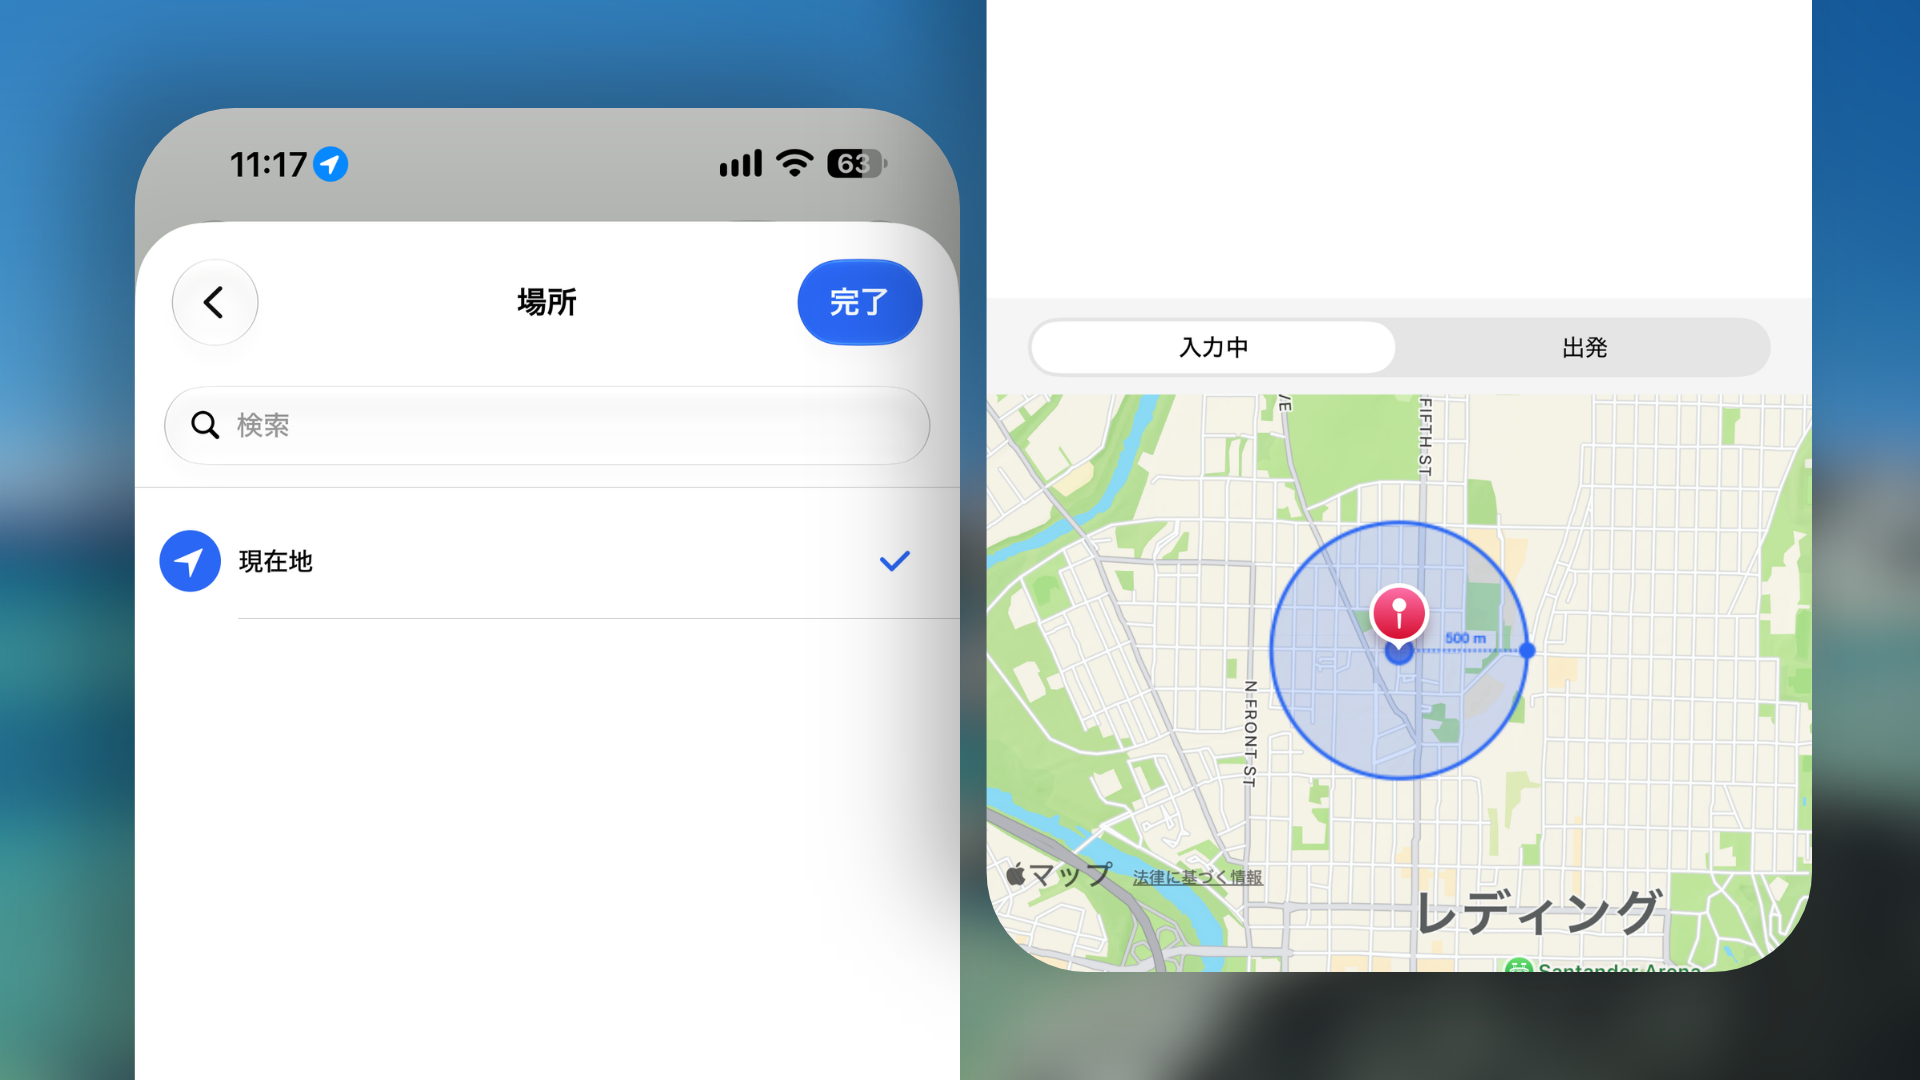 11:17
63
場所
完了
検索
現在地
入力中
出発
VE
FIFTH ST
500 m
N FRONT ST
マップ
法律に基づく情報
レディング
Santander Arena